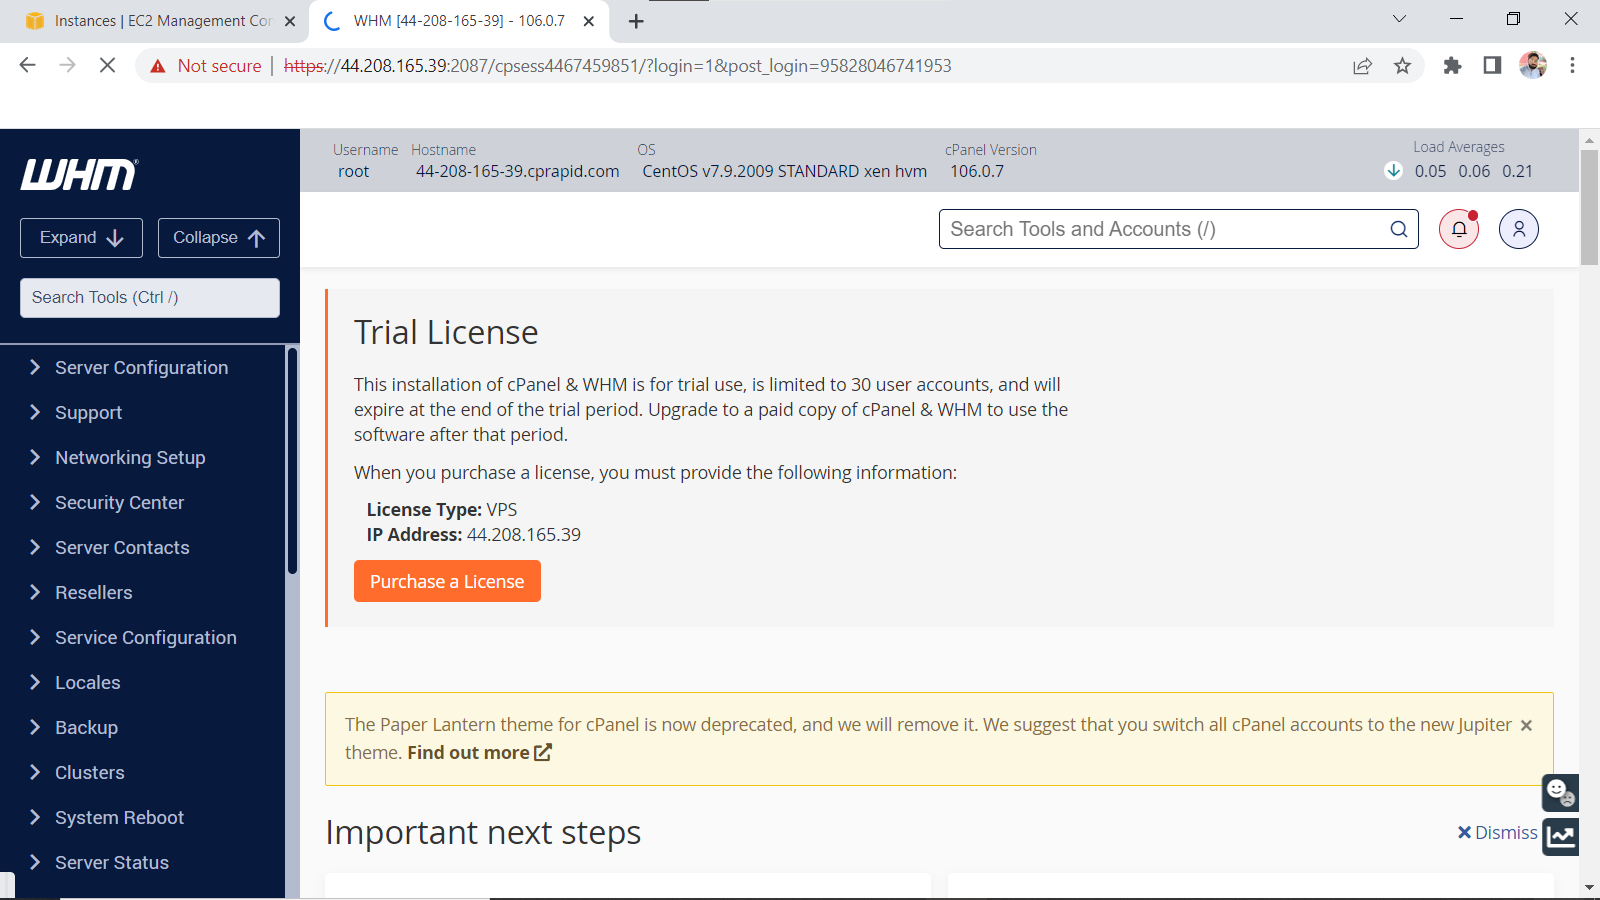 Instances | EC2 Management Con
WHM [44-208-165-39] - 106.0.7
Not secure
https://44.208.165.39:2087/cpsess4467459851/?login=1&post_login=95828046741953
WHM
Expand
Collapse
Search Tools (Ctrl /)
Server Configuration
Support
Networking Setup
Security Center
Server Contacts
Resellers
Service Configuration
Locales
Backup
Clusters
System Reboot
Server Status
Username Hostname OS cPanel Version Load Averages
root 44-208-165-39.cprapid.com CentOS v7.9.2009 STANDARD xen hvm 106.0.7 0.05 0.06 0.21
Search Tools and Accounts (/)
Trial License
This installation of cPanel & WHM is for trial use, is limited to 30 user accounts, and will
expire at the end of the trial period. Upgrade to a paid copy of cPanel & WHM to use the
software after that period.
When you purchase a license, you must provide the following information:
License Type: VPS
IP Address: 44.208.165.39
Purchase a License
The Paper Lantern theme for cPanel is now deprecated, and we will remove it. We suggest that you switch all cPanel accounts to the new Jupiter
theme. Find out more
Important next steps
Dismiss